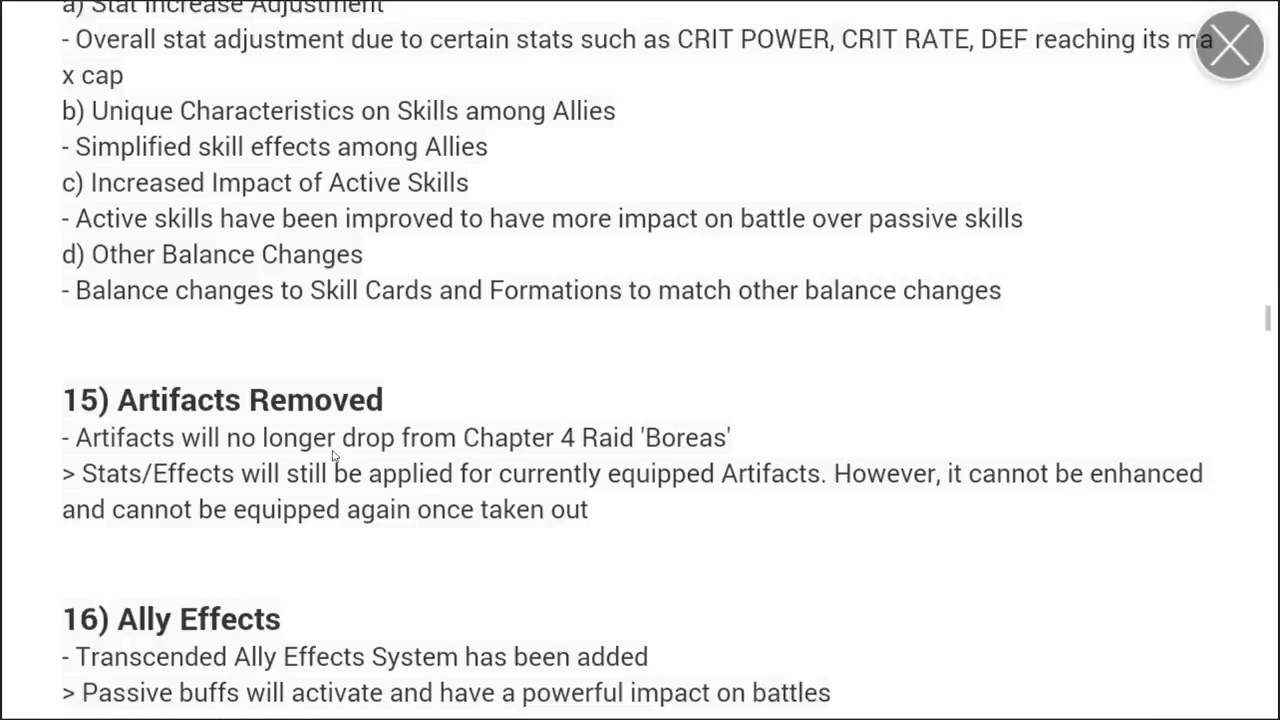 a) Stat Increase Adjustment
- Overall stat adjustment due to certain stats such as CRIT POWER, CRIT RATE, DEF reaching its ma
x cap
b) Unique Characteristics on Skills among Allies
- Simplified skill effects among Allies
c) Increased Impact of Active Skills
- Active skills have been improved to have more impact on battle over passive skills
d) Other Balance Changes
- Balance changes to Skill Cards and Formations to match other balance changes
15) Artifacts Removed
- Artifacts will no longer drop from Chapter 4 Raid 'Boreas'
> Stats/Effects will still be applied for currently equipped Artifacts. However, it cannot be enhanced
and cannot be equipped again once taken out
16) Ally Effects
- Transcended Ally Effects System has been added
> Passive buffs will activate and have a powerful impact on battles